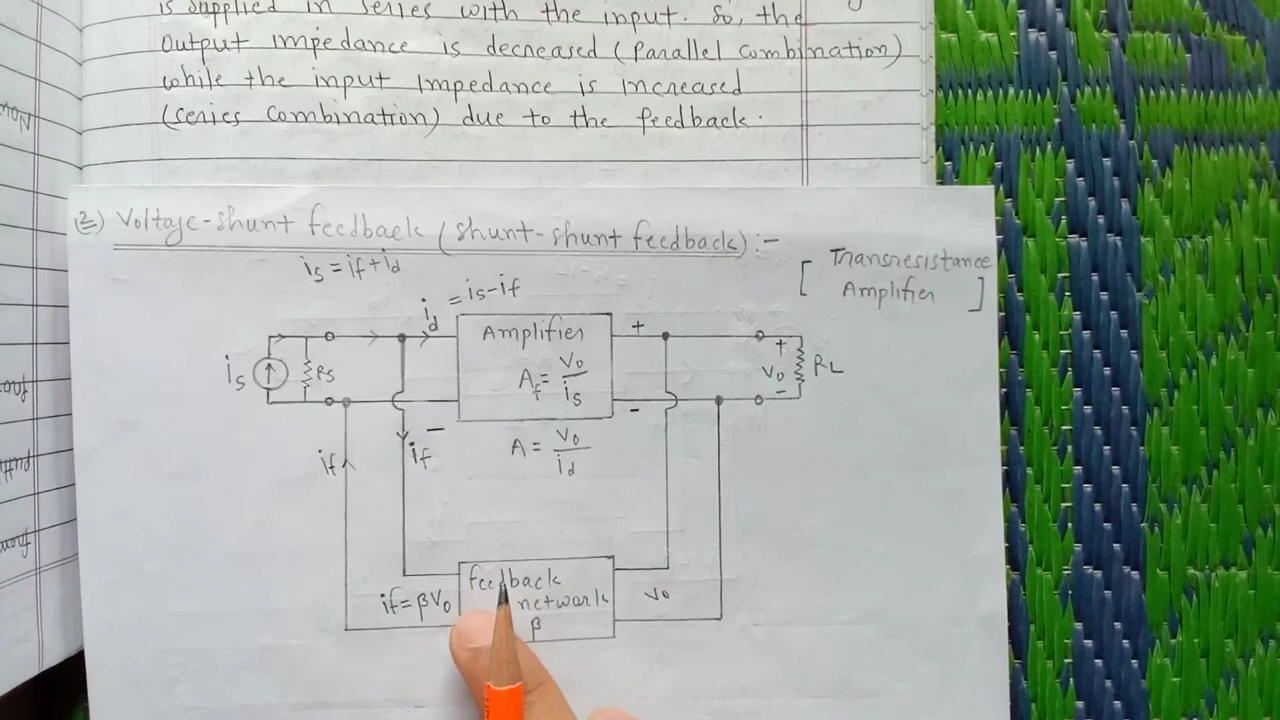 is supplied in series with the input. So, the
output impedance is decreased (Parallel combination)
while the input Impedance is increased
(series Combination) due to the feedback.
② Voltage-shunt feedback (shunt-shunt feedback) :-
[ Transresistance
Amplifier ]
is = if + id
id = is - if
Amplifier
Af = Vo / is
A = Vo / id
is
Rs
+
-
+
Vo
-
RL
if
if
-
if = βVo
feedback
network
β
Vo